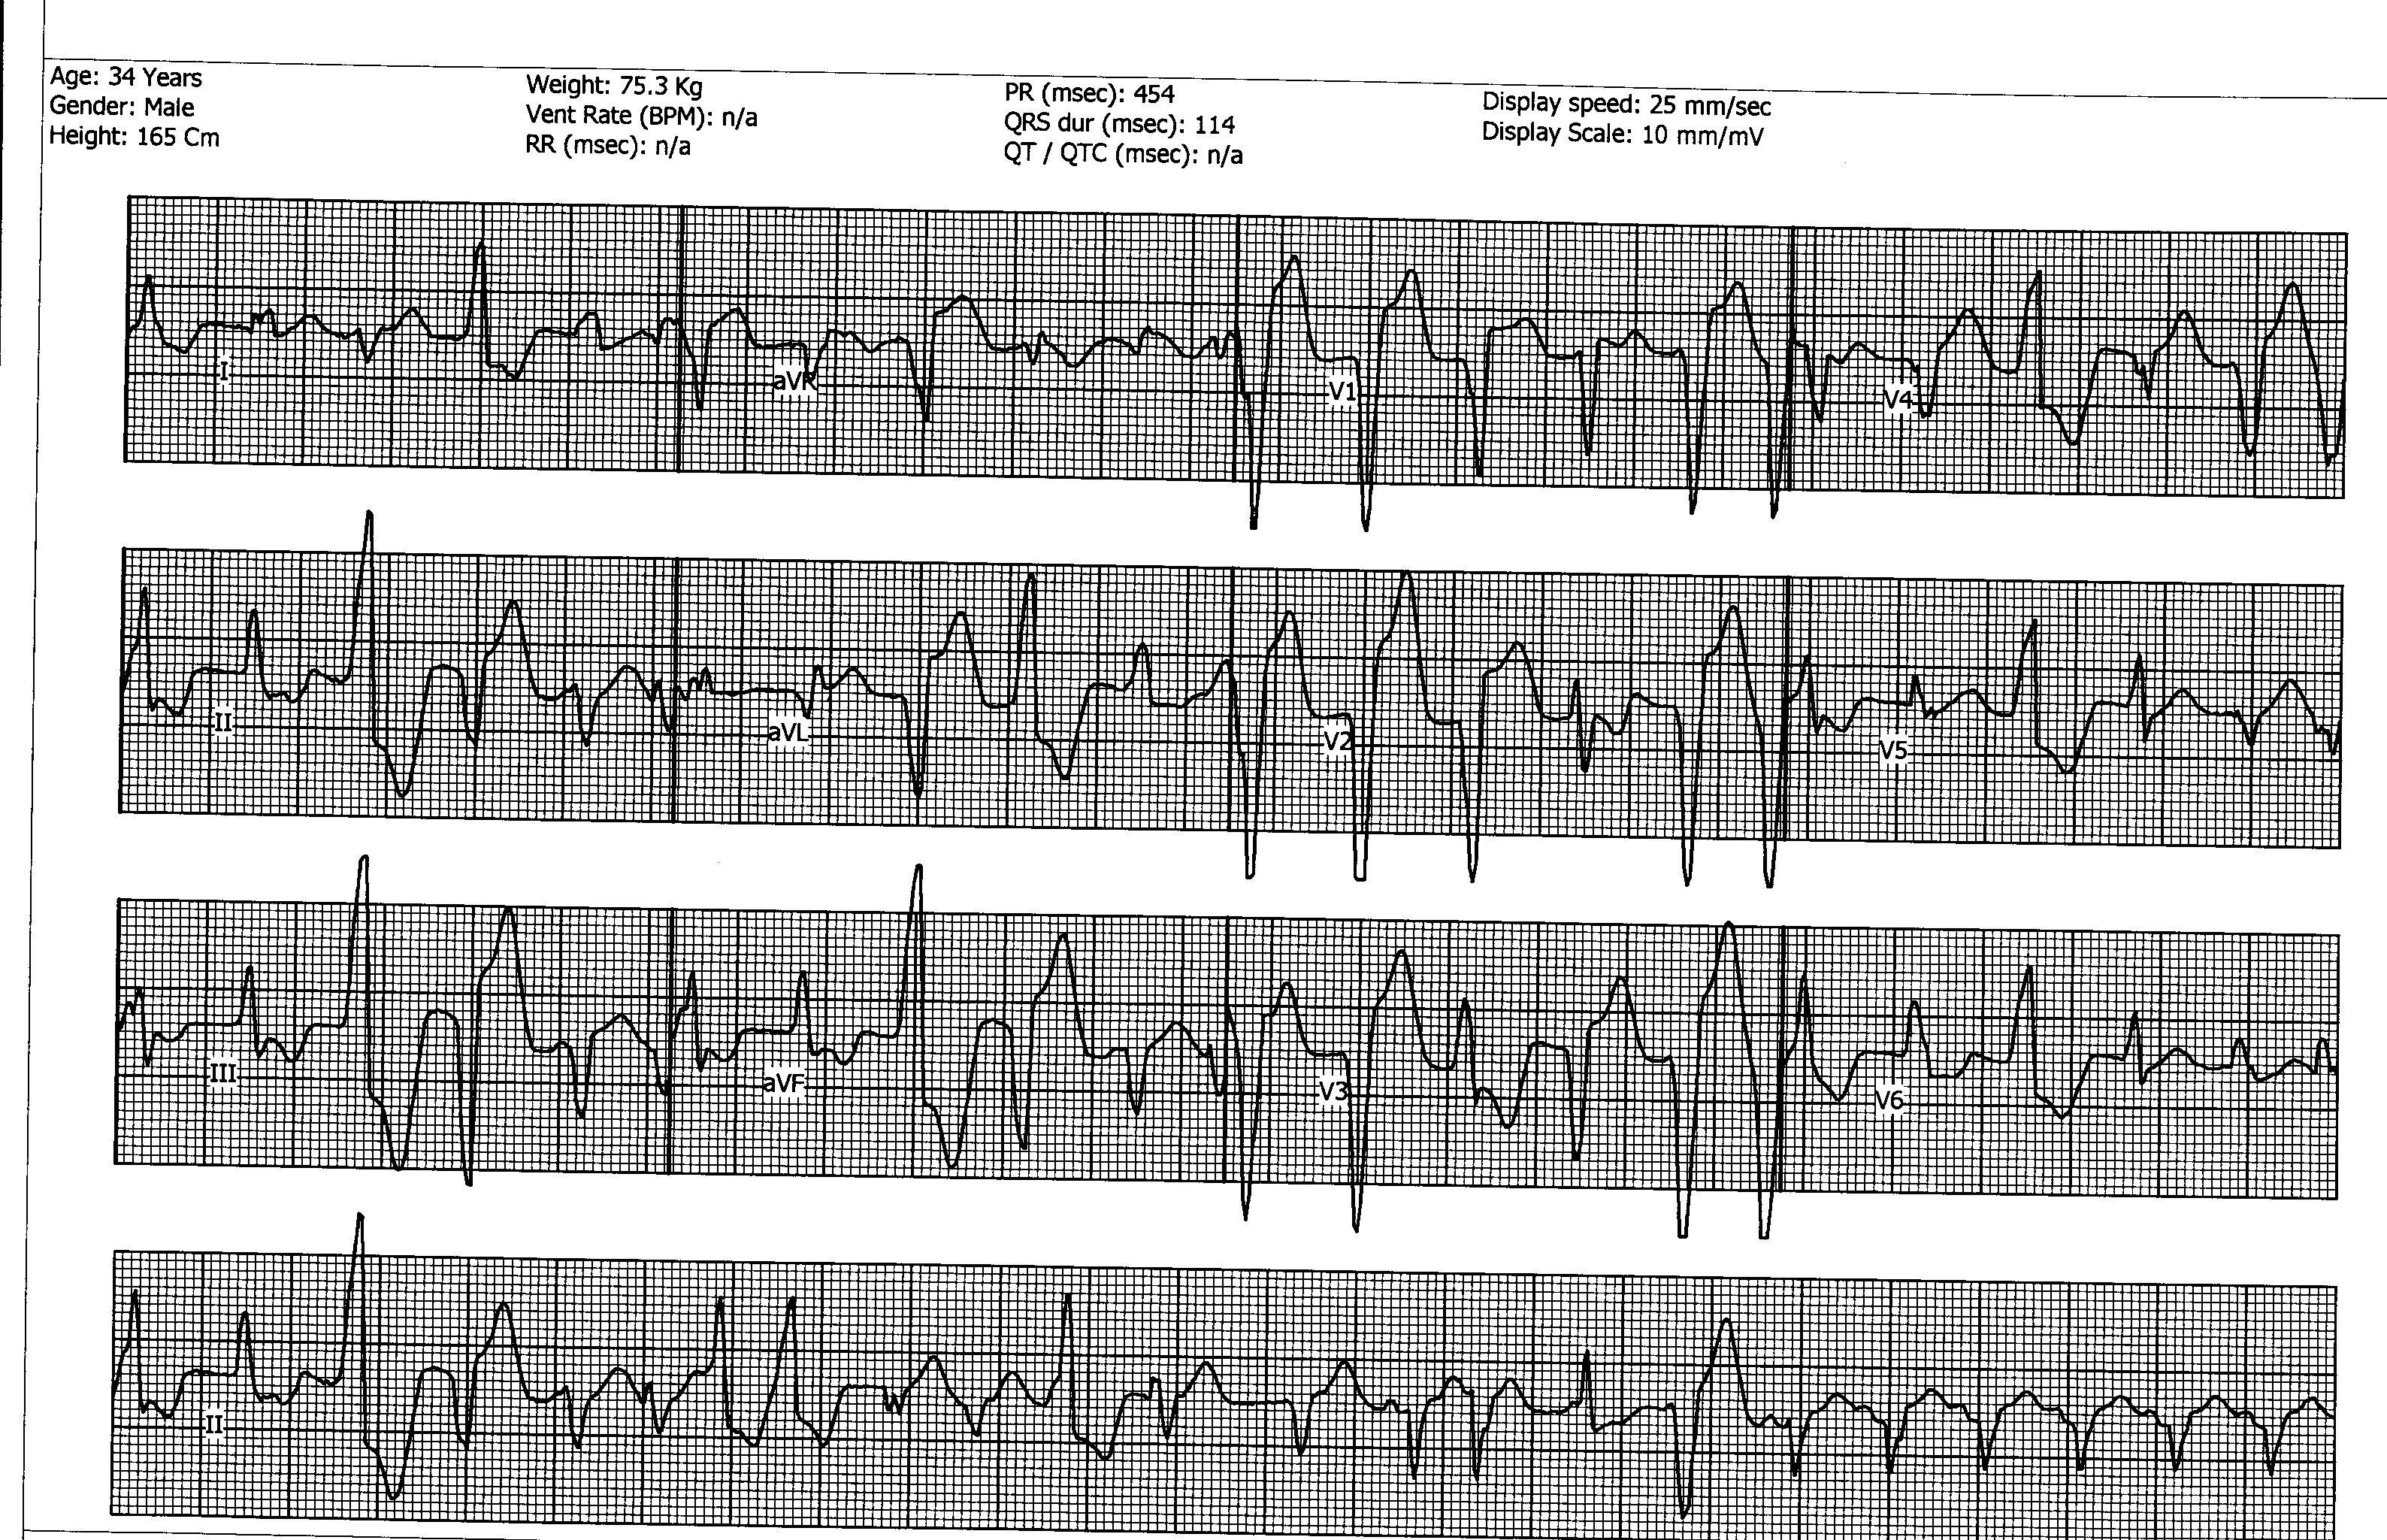 Age: 34 Years
Gender: Male
Height: 165 Cm
Weight: 75.3 Kg
Vent Rate (BPM): n/a
RR (msec): n/a
PR (msec): 454
QRS dur (msec): 114
QT / QTC (msec): n/a
Display speed: 25 mm/sec
Display Scale: 10 mm/mV
I
aVR
V1
V4
II
aVL
V2
V5
III
aVF
V3
V6
II